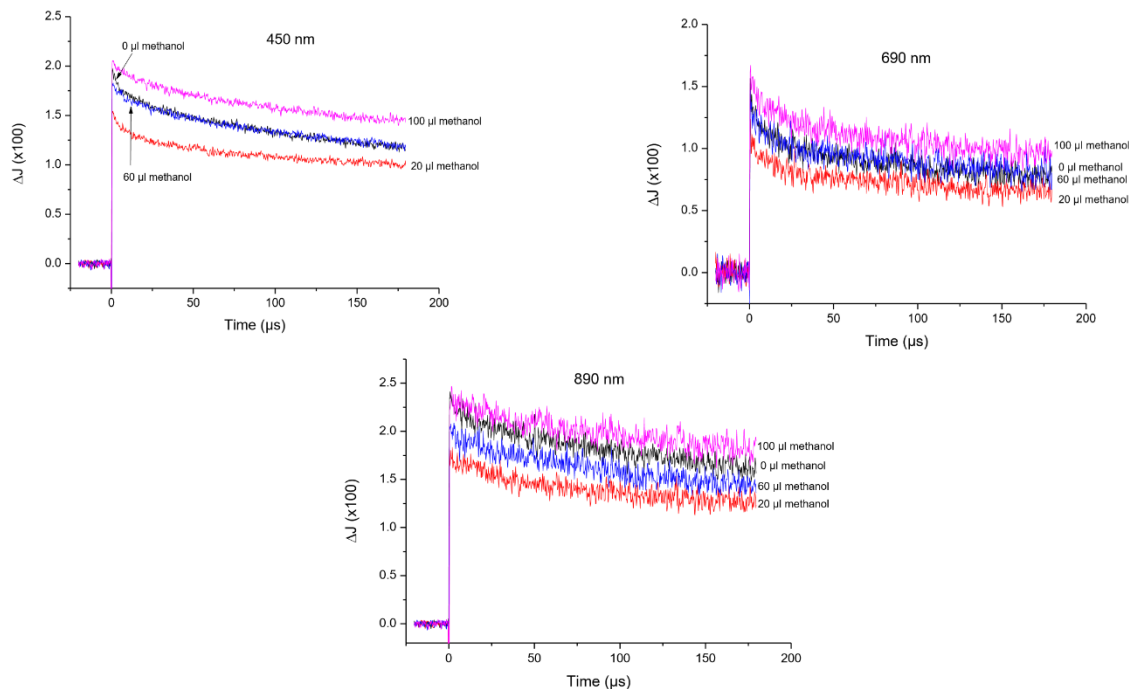 450 nm
ΔJ (x100)
2.5
2.0
1.5
1.0
0.5
0.0
0 µl methanol
100 µl methanol
20 µl methanol
60 µl methanol
0
50
100
150
200
Time (µs)
690 nm
ΔJ (x100)
2.0
1.5
1.0
0.5
0.0
100 µl methanol
0 µl methanol
60 µl methanol
20 µl methanol
0
50
100
150
200
Time (µs)
890 nm
ΔJ (x100)
2.5
2.0
1.5
1.0
0.5
0.0
100 µl methanol
0 µl methanol
60 µl methanol
20 µl methanol
0
50
100
150
200
Time (µs)